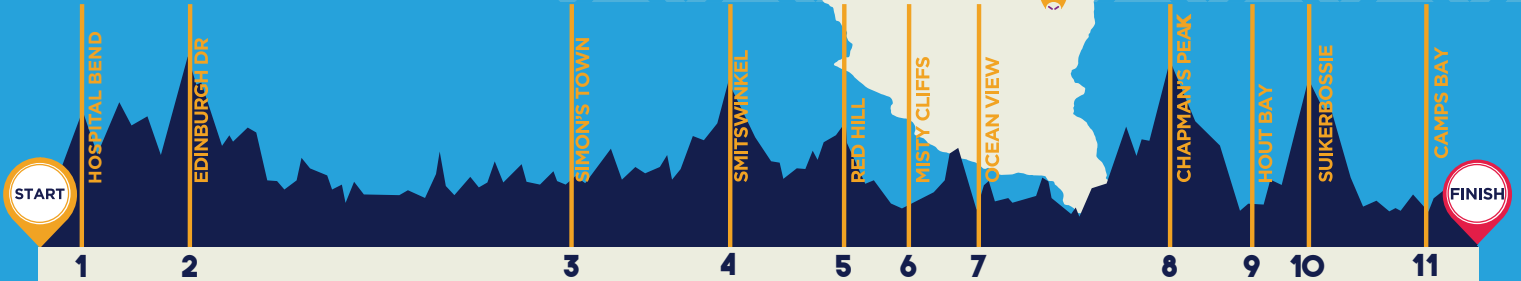 HOSPITAL BEND
EDINBURGH DR
SIMON'S TOWN
SMITSWINKEL
RED HILL
MISTY CLIFFS
OCEAN VIEW
CHAPMAN'S PEAK
HOUT BAY
SUIKERBOSSIE
CAMPS BAY
START
FINISH
1 2 3 4 5 6 7 8 9 10 11